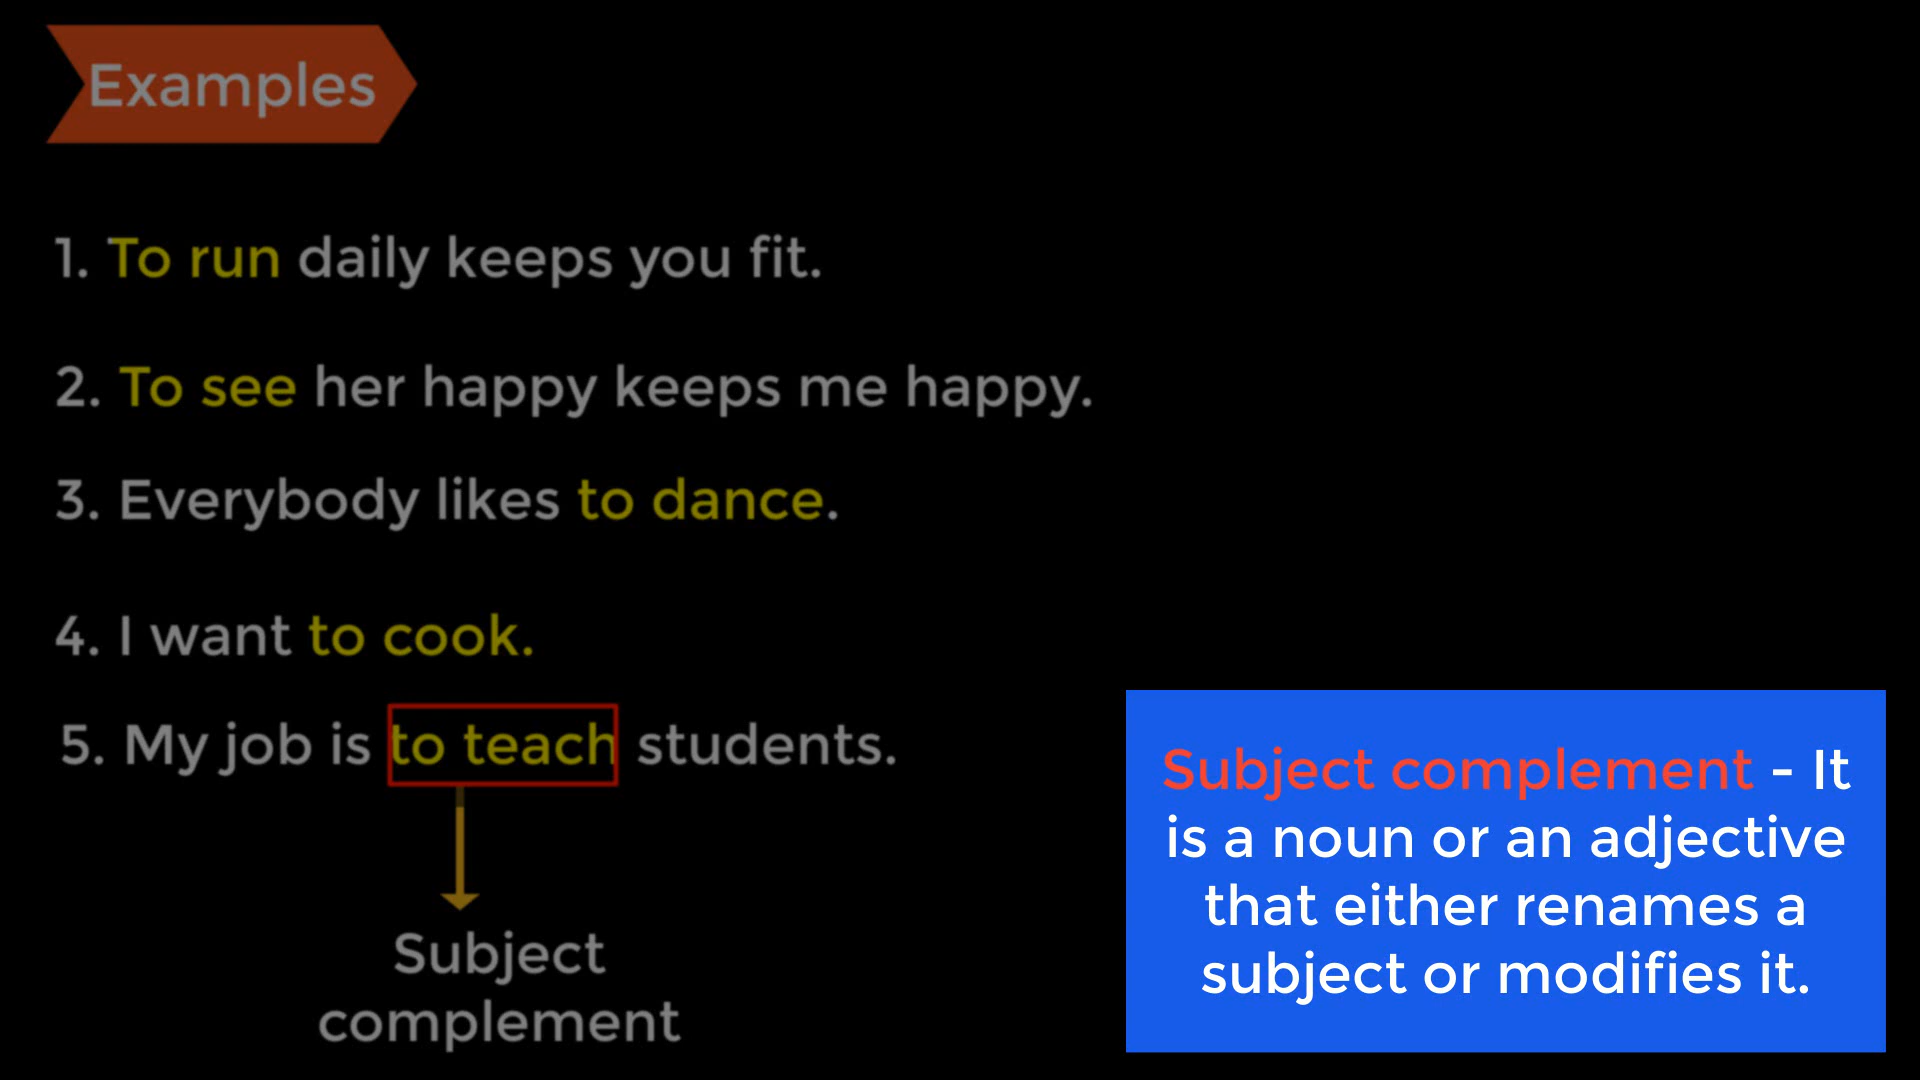 Examples
1. To run daily keeps you fit.
2. To see her happy keeps me happy.
3. Everybody likes to dance.
4. I want to cook.
5. My job is to teach students.
Subject
complement
Subject complement - It
is a noun or an adjective
that either renames a
subject or modifies it.